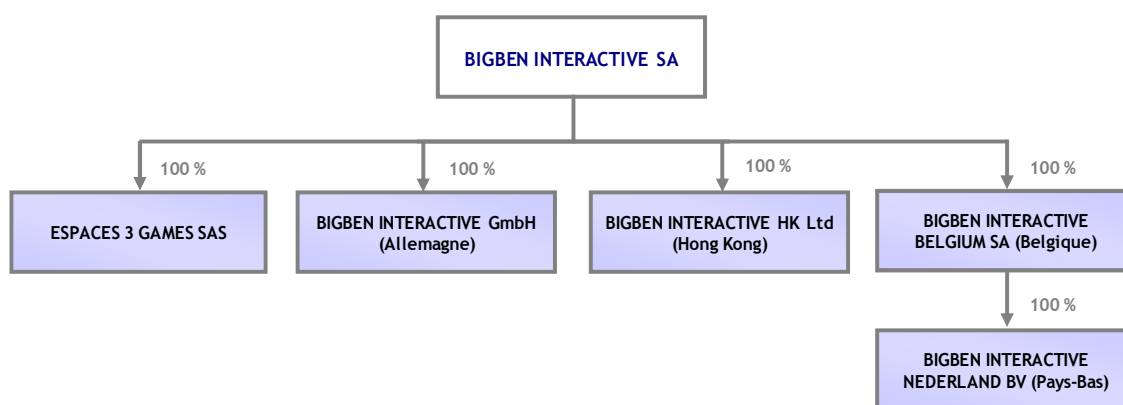 BIGBEN INTERACTIVE SA
100 %
100 %
100 %
100 %
ESPACES 3 GAMES SAS
BIGBEN INTERACTIVE GmbH
(Allemagne)
BIGBEN INTERACTIVE HK Ltd
(Hong Kong)
BIGBEN INTERACTIVE
BELGIUM SA (Belgique)
100 %
BIGBEN INTERACTIVE
NEDERLAND BV (Pays-Bas)